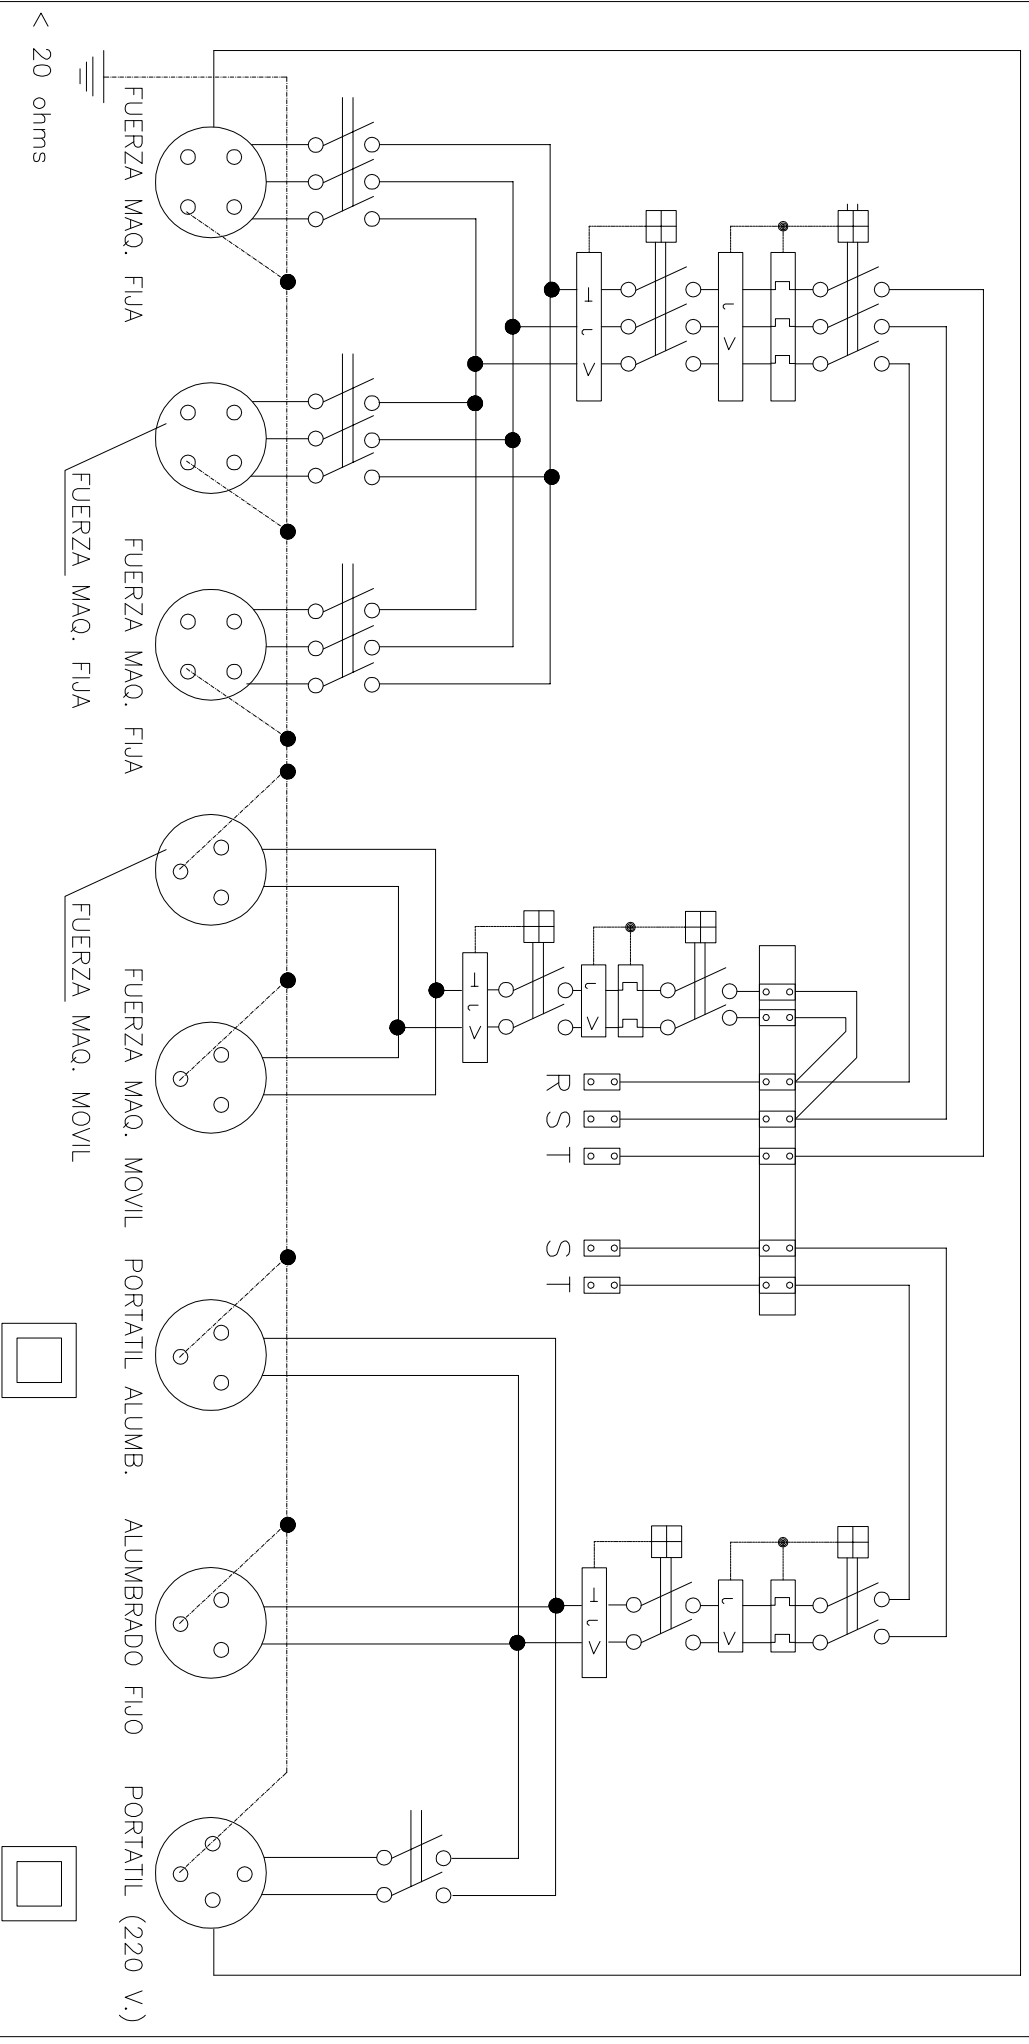 R
S
T
S
T
FUERZA MAQ. FIJA
FUERZA MAQ. FIJA
FUERZA MAQ. FIJA
FUERZA MAQ. MOVIL
FUERZA MAQ. MOVIL
PORTATIL ALUMB.
ALUMBRADO FIJO
PORTATIL (220 V.)
< 20 ohms